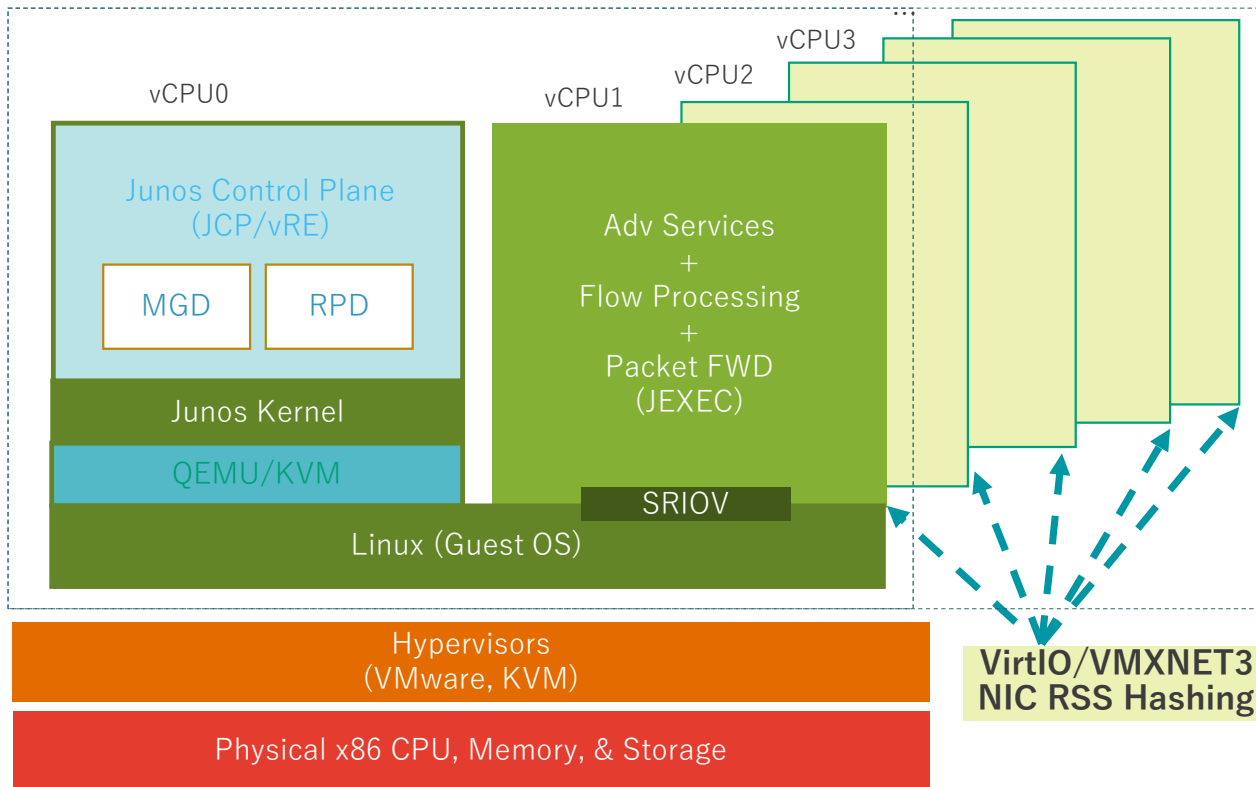 ...
vCPU3
vCPU2
vCPU1
vCPU0
Junos Control Plane
(JCP/vRE)
MGD
RPD
Junos Kernel
QEMU/KVM
Adv Services
+
Flow Processing
+
Packet FWD
(JEXEC)
SRIOV
Linux (Guest OS)
Hypervisors
(VMware, KVM)
VirtIO/VMXNET3
NIC RSS Hashing
Physical x86 CPU, Memory, & Storage